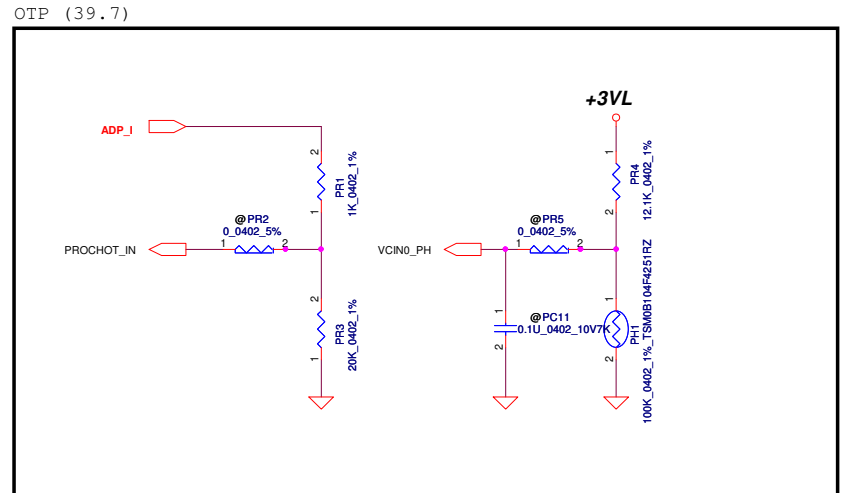 OTP (39.7)
+3VL
ADP_I
2
PR1
1K_0402_1%
1
1
PR4
12.1K_0402_1%
2
@PR2
0_0402_5%
PROCHOT_IN
1
2
@PR5
0_0402_5%
VCIN0_PH
1
2
2
PR3
20K_0402_1%
1
1
@PC11
0.1U_0402_10V7K
2
1
PH1
100K_0402_1%_TSM0B104F4251RZ
2